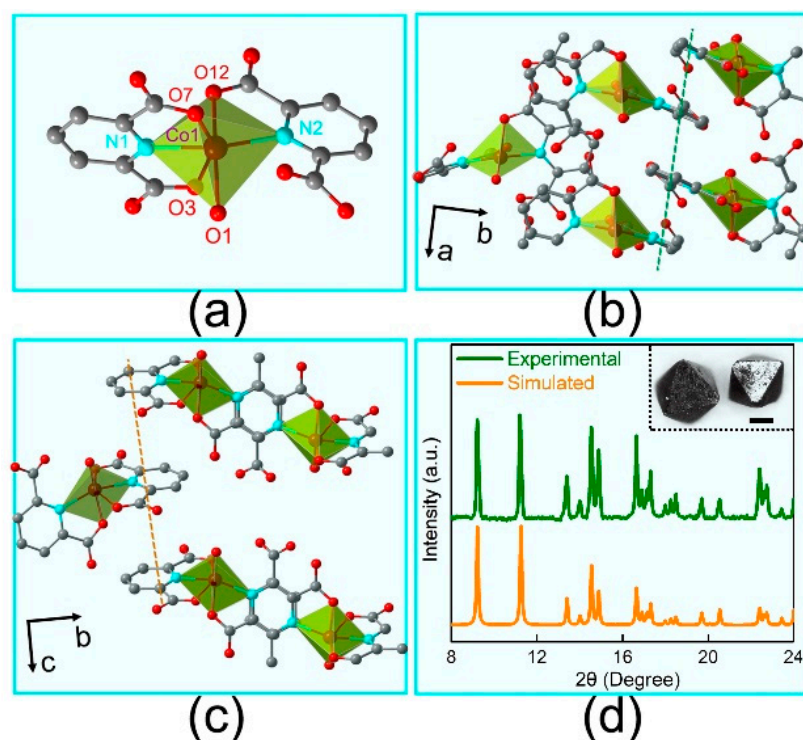 O12
O7
N1
Co1
N2
O3
O1
(a)
a
b
(b)
b
c
(c)
Experimental
Simulated
Intensity (a.u.)
8
12
16
20
24
2θ (Degree)
(d)